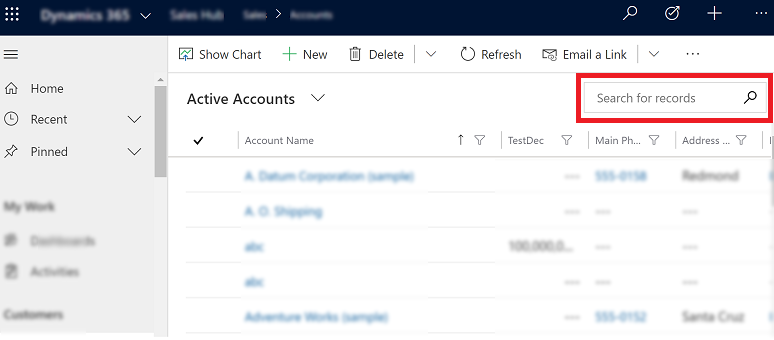 Dynamics 365 Sales Hub Sales Accounts
Show Chart New Delete Refresh Email a Link
Home
Recent
Pinned
Active Accounts
Search for records
Account Name TestDec Main Ph... Address ...
A. Datum Corporation (sample) --- 555-0158 Redmond
A. O. Shipping --- --- ---
My Work
Dashboards
abc 100,000,0... --- ---
Activities
abc --- --- ---
Customers
Adventure Works (sample) --- 555-0152 Santa Cruz